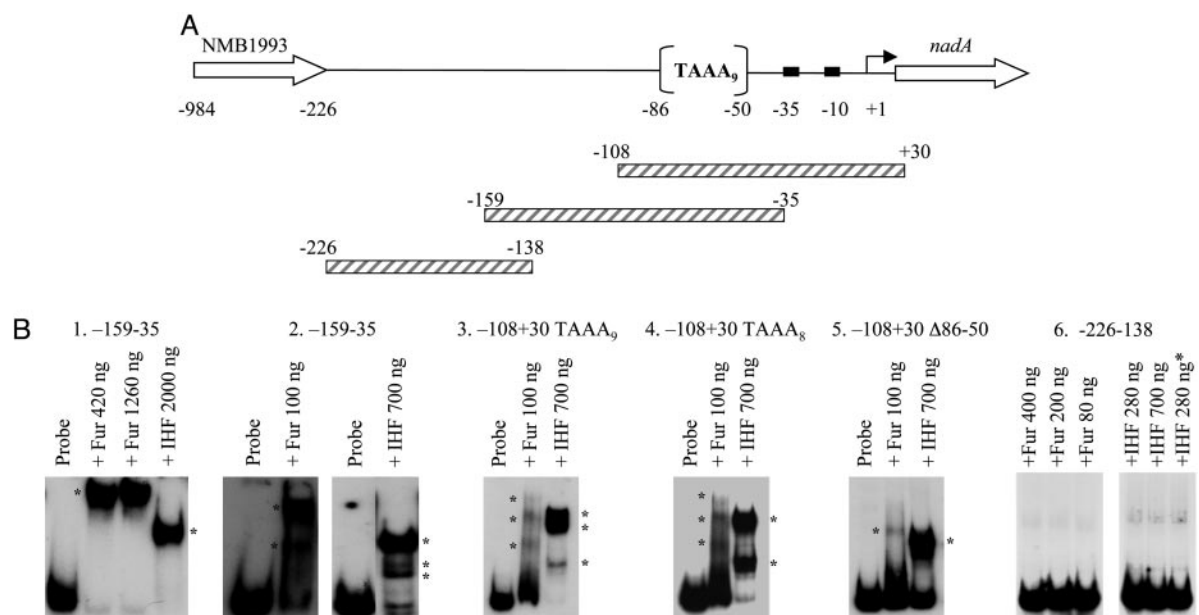 A
NMB1993
nadA
TAAA9
-984 -226 -86 -50 -35 -10 +1
-108 +30
-159 -35
-226 -138
B
1. –159-35
2. –159-35
3. –108+30 TAAA9
4. –108+30 TAAA8
5. –108+30 Δ86-50
6. -226-138
Probe
+ Fur 420 ng
+ Fur 1260 ng
+ IHF 2000 ng
Probe
+ Fur 100 ng
Probe
+ IHF 700 ng
Probe
+ Fur 100 ng
+ IHF 700 ng
Probe
+ Fur 100 ng
+ IHF 700 ng
Probe
+ Fur 100 ng
+ IHF 700 ng
+Fur 400 ng
+Fur 200 ng
+Fur 80 ng
+IHF 280 ng
+IHF 700 ng
+IHF 280 ng*